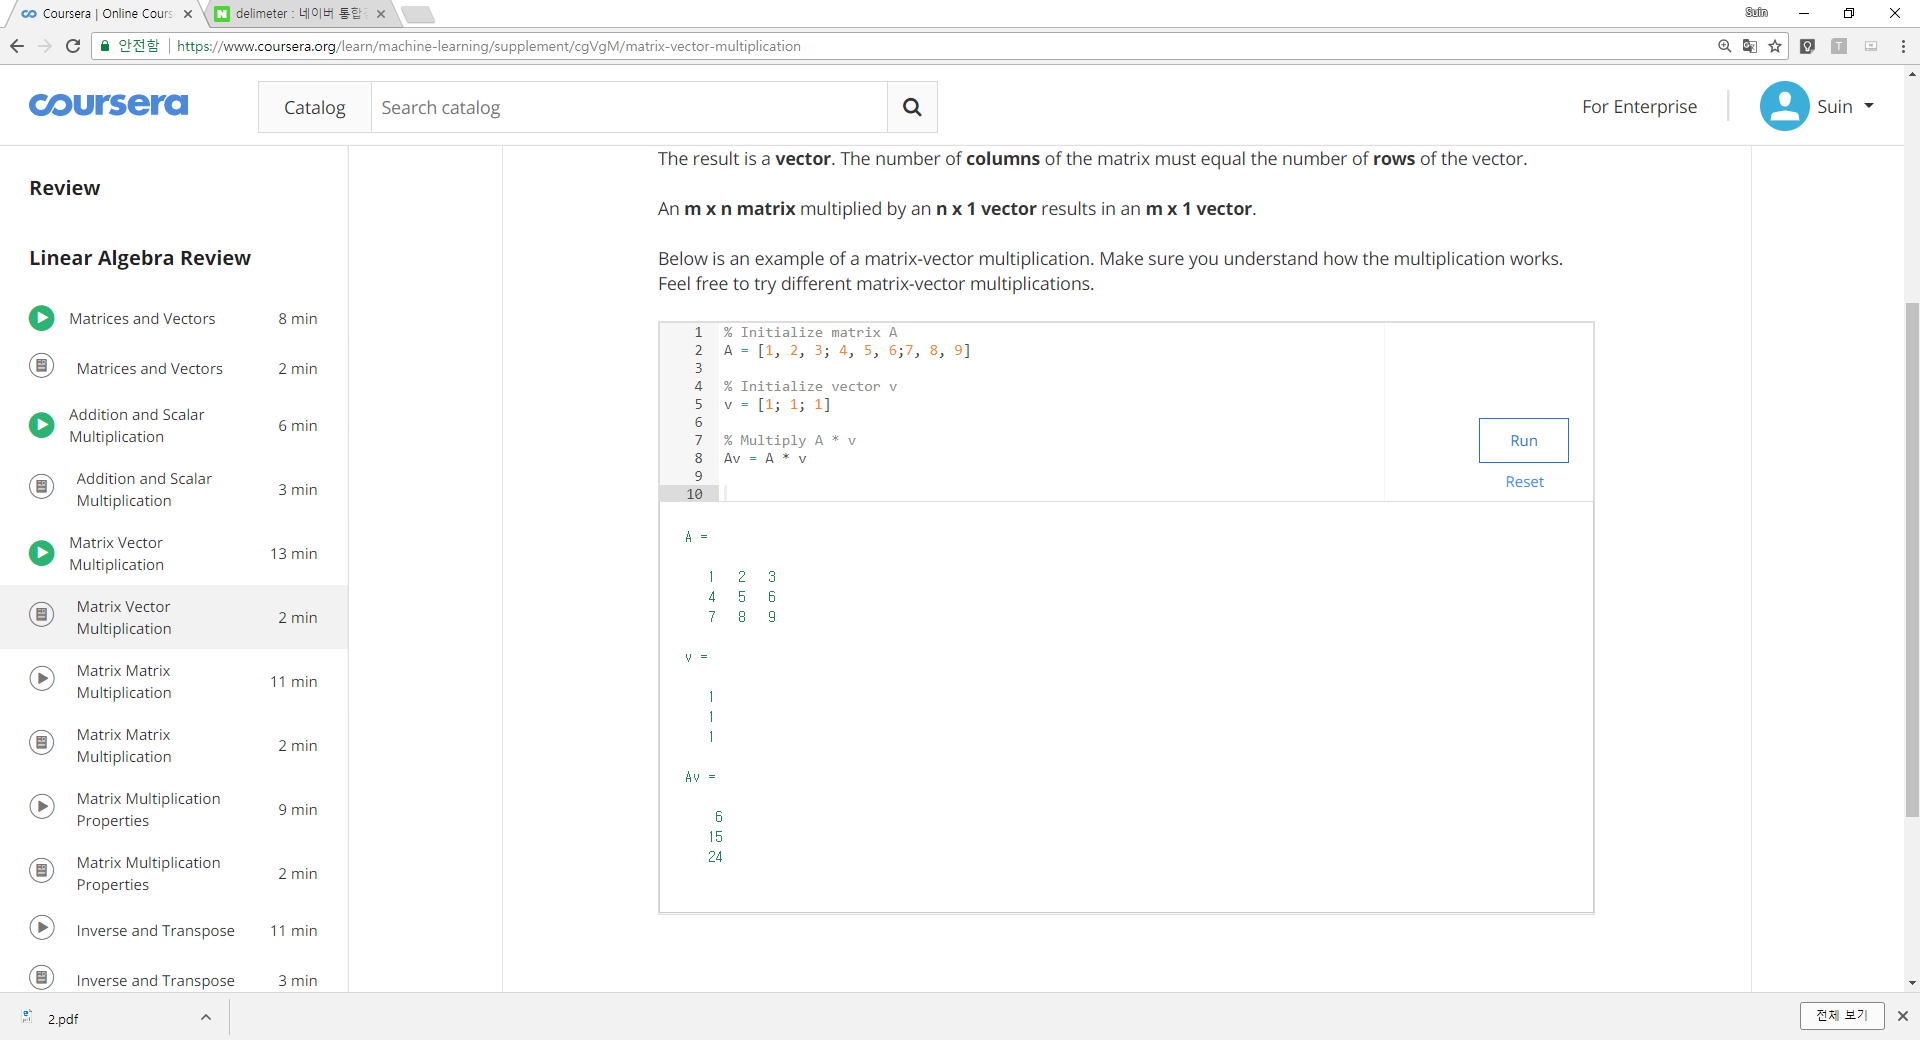 Coursera | Online Cours
delimeter : 네이버 통합
Suin
안전함
https://www.coursera.org/learn/machine-learning/supplement/cgVgM/matrix-vector-multiplication
coursera
Catalog
Search catalog
For Enterprise
Suin
Review
Linear Algebra Review
Matrices and Vectors 8 min
Matrices and Vectors 2 min
Addition and Scalar
Multiplication
6 min
Addition and Scalar
Multiplication
3 min
Matrix Vector
Multiplication
13 min
Matrix Vector
Multiplication
2 min
Matrix Matrix
Multiplication
11 min
Matrix Matrix
Multiplication
2 min
Matrix Multiplication
Properties
9 min
Matrix Multiplication
Properties
2 min
Inverse and Transpose 11 min
Inverse and Transpose 3 min
The result is a vector. The number of columns of the matrix must equal the number of rows of the vector.
An m x n matrix multiplied by an n x 1 vector results in an m x 1 vector.
Below is an example of a matrix-vector multiplication. Make sure you understand how the multiplication works.
Feel free to try different matrix-vector multiplications.
1 % Initialize matrix A
2 A = [1, 2, 3; 4, 5, 6;7, 8, 9]
3
4 % Initialize vector v
5 v = [1; 1; 1]
6
7 % Multiply A * v
8 Av = A * v
9
10
Run
Reset
A =
1 2 3
4 5 6
7 8 9
v =
1
1
1
Av =
6
15
24
2.pdf
전체 보기